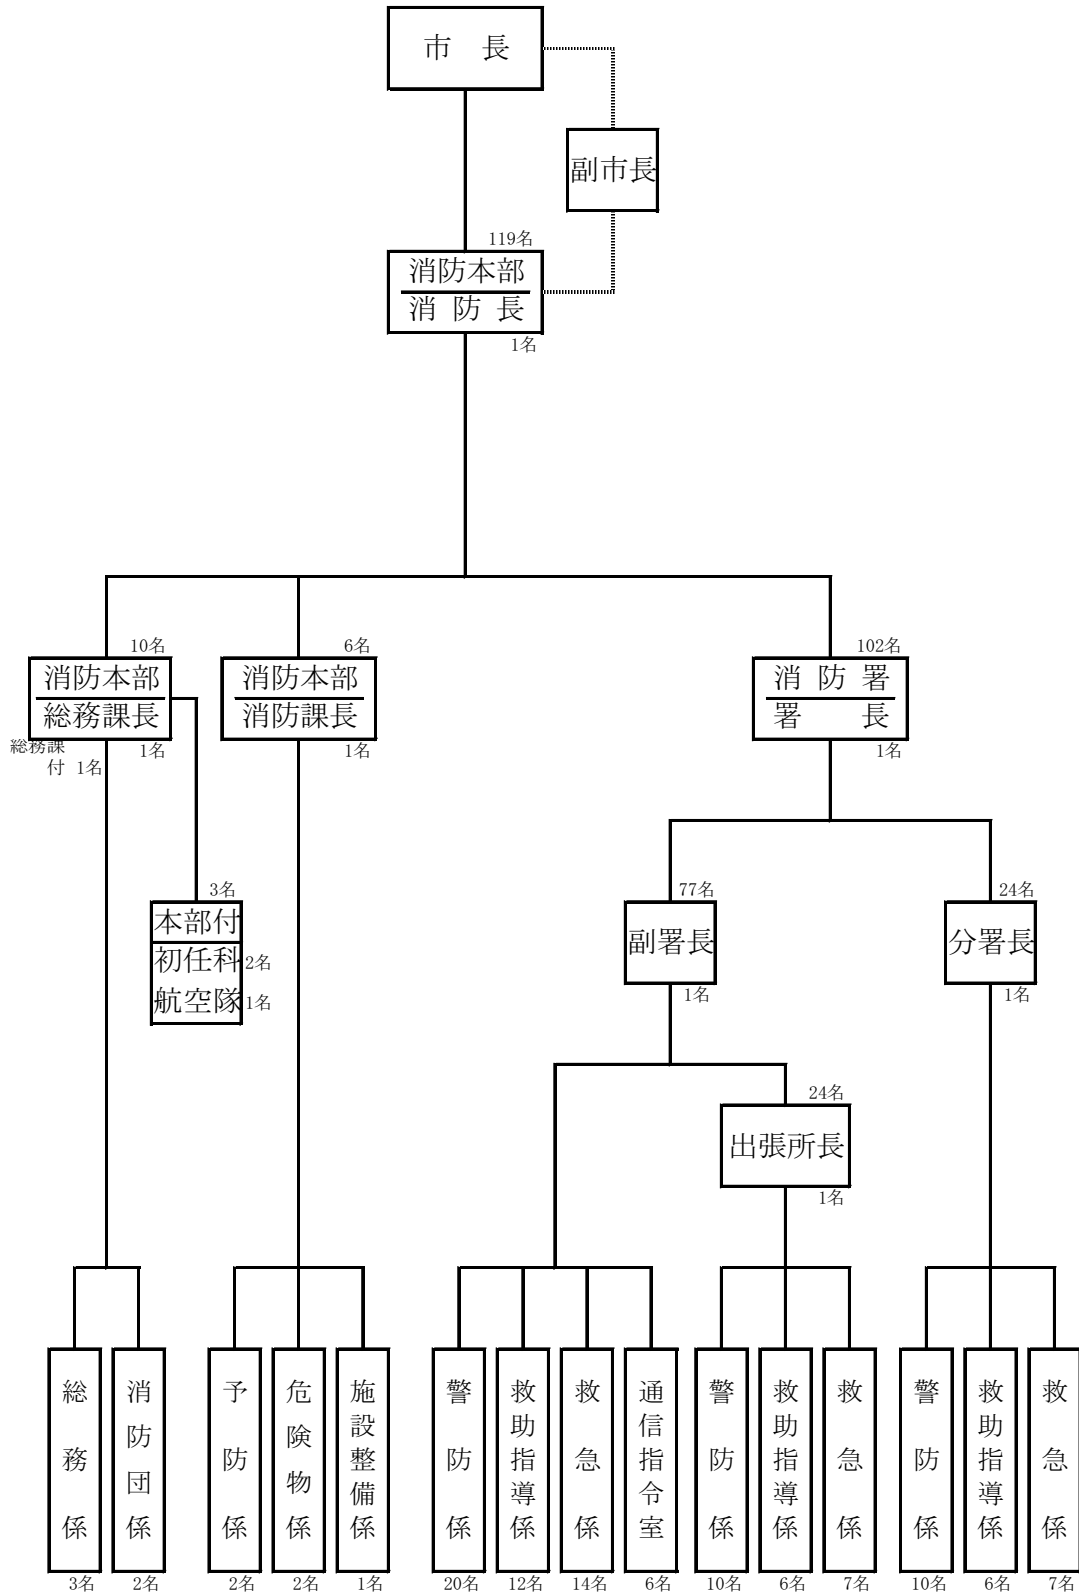 市 長
副市長
119名
消防本部
消 防 長
1名
10名
消防本部
総務課長
総務課
付 1名
1名
6名
消防本部
消防課長
1名
102名
消 防 署
署 長
1名
3名
本部付
初任科 2名
航空隊 1名
77名
副署長
1名
24名
分署長
1名
24名
出張所長
1名
総務係
3名
消防団係
2名
予防係
2名
危険物係
2名
施設整備係
1名
警防係
20名
救助指導係
12名
救急係
14名
通信指令室
6名
警防係
10名
救助指導係
6名
救急係
7名
警防係
10名
救助指導係
6名
救急係
7名